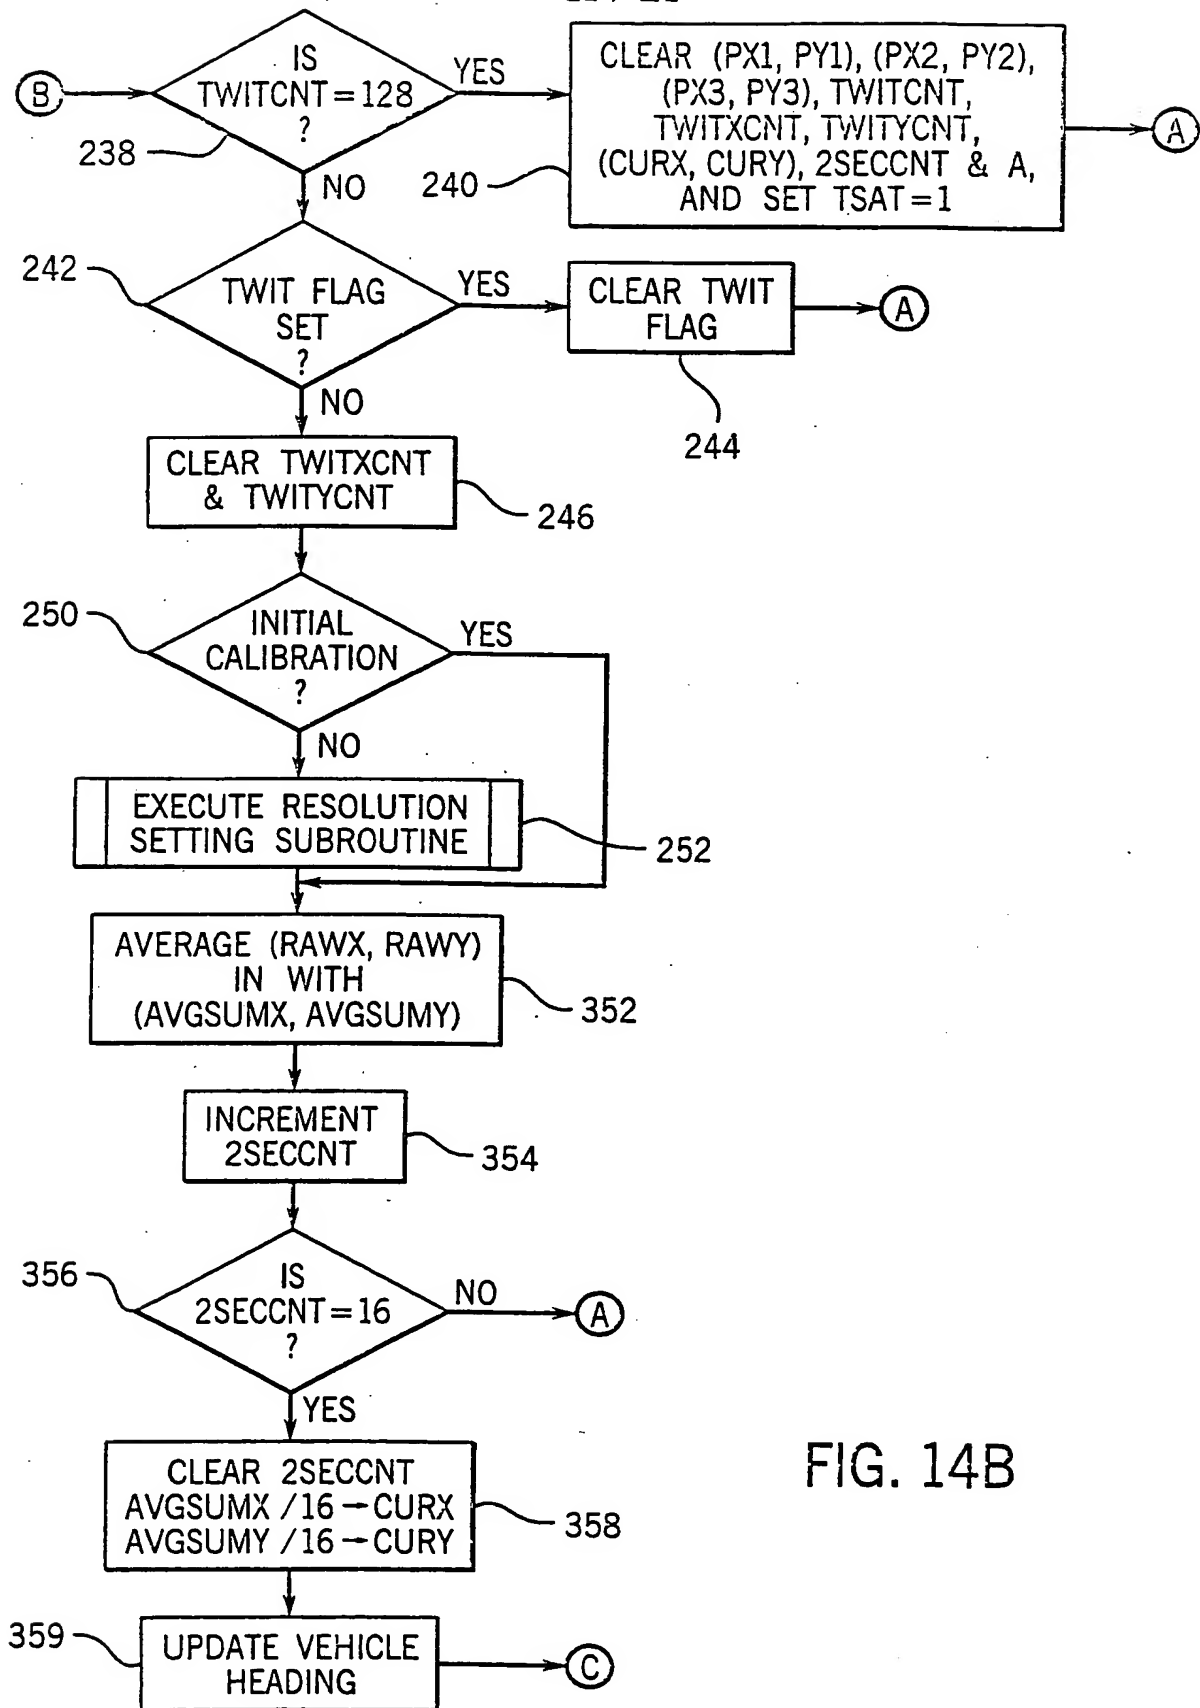 IS
TWITCNT = 128
?
B
YES
238
NO
CLEAR (PX1, PY1), (PX2, PY2),
(PX3, PY3), TWITCNT,
TWITXCNT, TWITYCNT,
(CURX, CURY), 2SECCNT & A,
AND SET TSAT = 1
240
A
242
TWIT FLAG
SET
?
YES
CLEAR TWIT
FLAG
A
244
NO
CLEAR TWITXCNT
& TWITYCNT
246
250
INITIAL
CALIBRATION
?
YES
NO
EXECUTE RESOLUTION
SETTING SUBROUTINE
252
AVERAGE (RAWX, RAWY)
IN WITH
(AVGSUMX, AVGSUMY)
352
INCREMENT
2SECCNT
354
356
IS
2SECCNT = 16
?
NO
A
YES
CLEAR 2SECCNT
AVGSUMX / 16 → CURX
AVGSUMY / 16 → CURY
358
FIG. 14B
359
UPDATE VEHICLE
HEADING
C